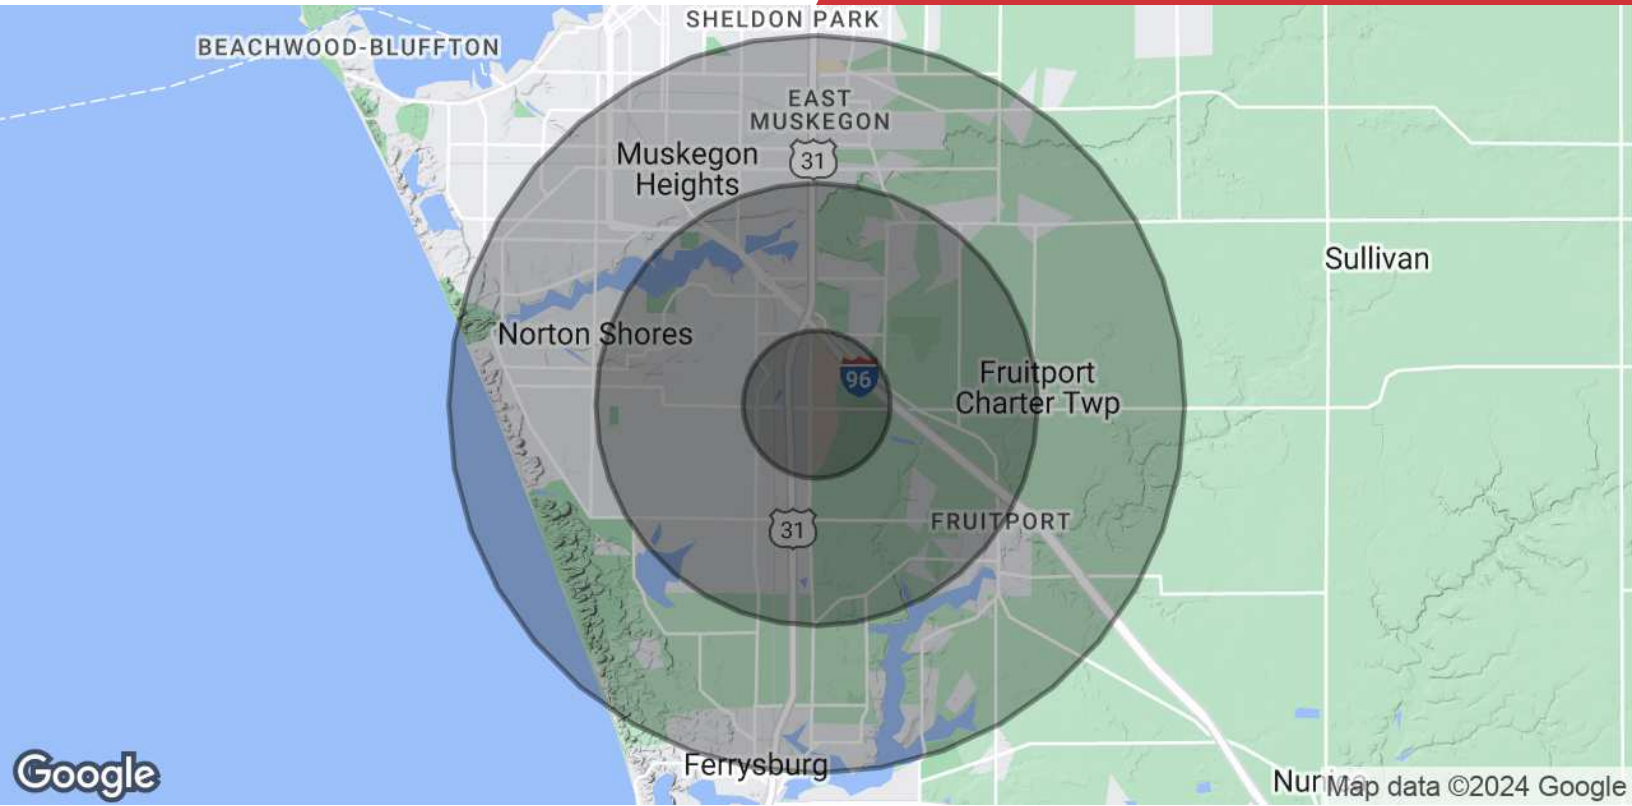 SHELDON PARK
BEACHWOOD-BLUFFTON
EAST
MUSKEGON
31
Muskegon
Heights
Sullivan
Norton Shores
96
Fruitport
Charter Twp
FRUITPORT
31
Ferrysburg
Google
Map data ©2024 Google